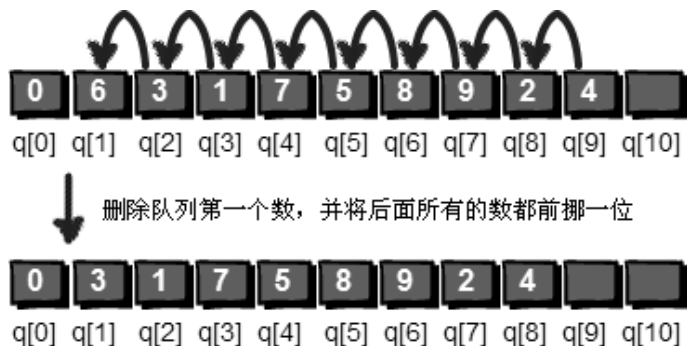 0 6 3 1 7 5 8 9 2 4
q[0] q[1] q[2] q[3] q[4] q[5] q[6] q[7] q[8] q[9] q[10]
删除队列第一个数，并将后面所有的数都前挪一位
0 3 1 7 5 8 9 2 4
q[0] q[1] q[2] q[3] q[4] q[5] q[6] q[7] q[8] q[9] q[10]